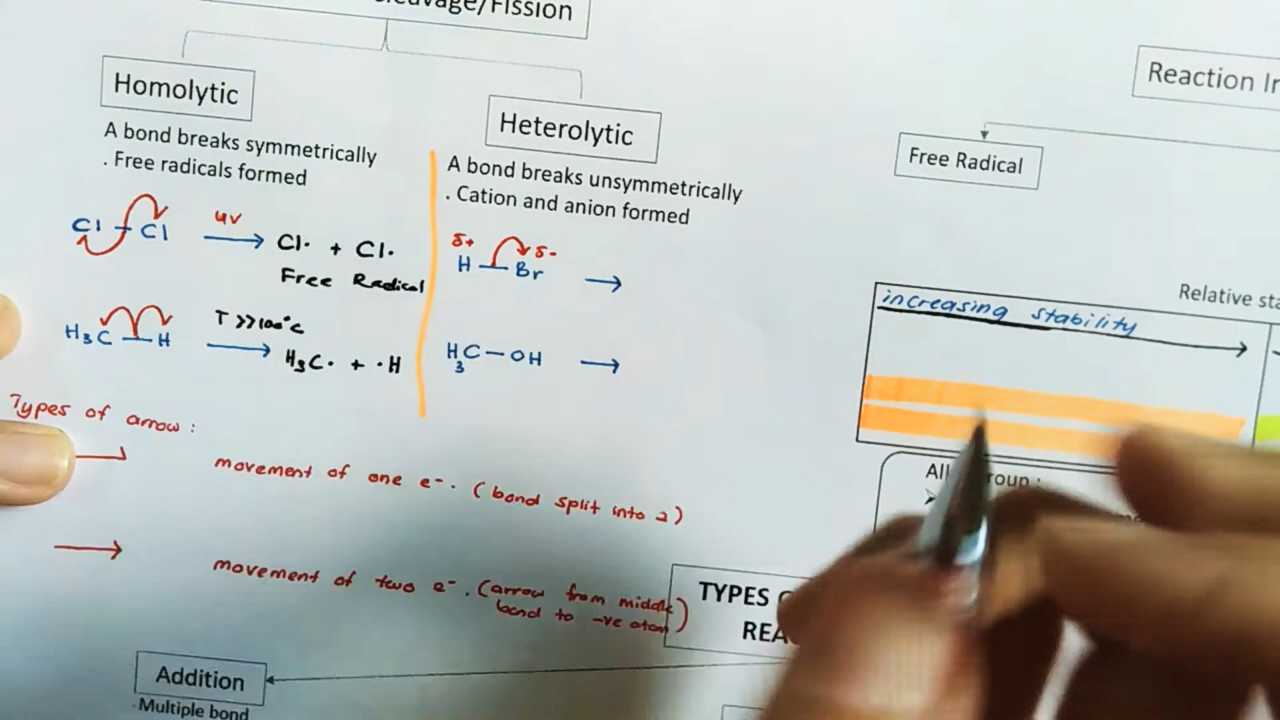 Cleavage/Fission
Homolytic
A bond breaks symmetrically
. Free radicals formed
Cl – Cl uv → Cl· + Cl·
Free Radical
H₃C – H T >> 100°C → H₃C· + ·H
Heterolytic
A bond breaks unsymmetrically
. Cation and anion formed
δ+ δ-
H – Br →
H₃C – OH →
Types of arrow :
movement of one e⁻. (bond split into 2)
movement of two e⁻. (arrow from middle
bond to -ve atom)
Reaction
Free Radical
Relative
increasing stability
TYPES
Addition
Multiple bond